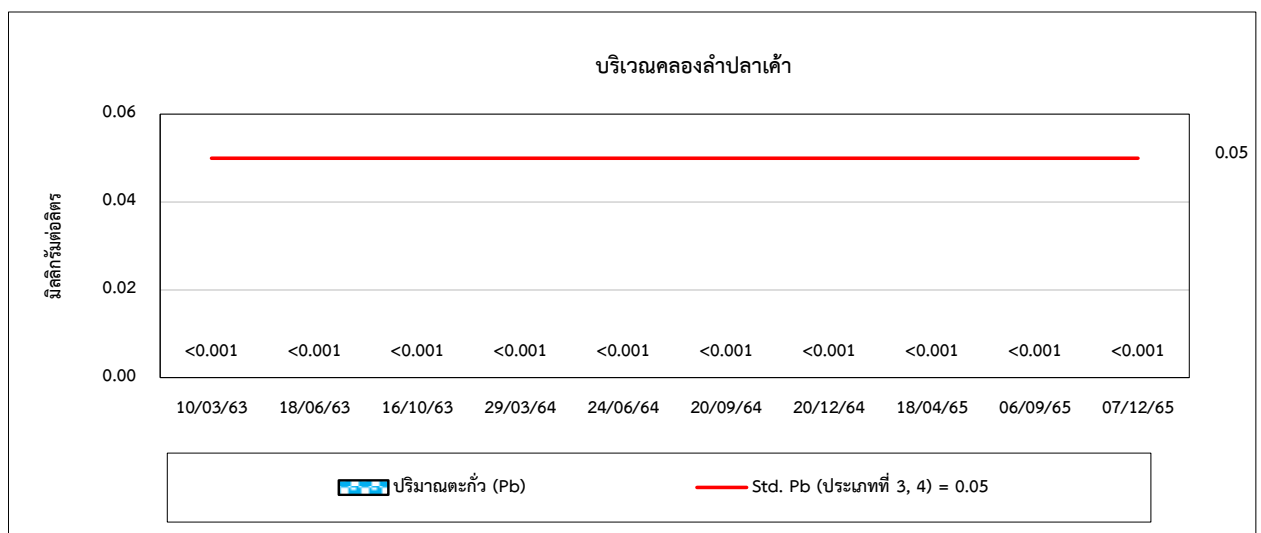 บริเวณคลองลำปลาเค้า
0.06
0.05
0.04
มิลลิกรัมต่อลิตร
0.02
<0.001 <0.001 <0.001 <0.001 <0.001 <0.001 <0.001 <0.001 <0.001 <0.001
0.00
10/03/63 18/06/63 16/10/63 29/03/64 24/06/64 20/09/64 20/12/64 18/04/65 06/09/65 07/12/65
ปริมาณตะกั่ว (Pb) Std. Pb (ประเภทที่ 3, 4) = 0.05